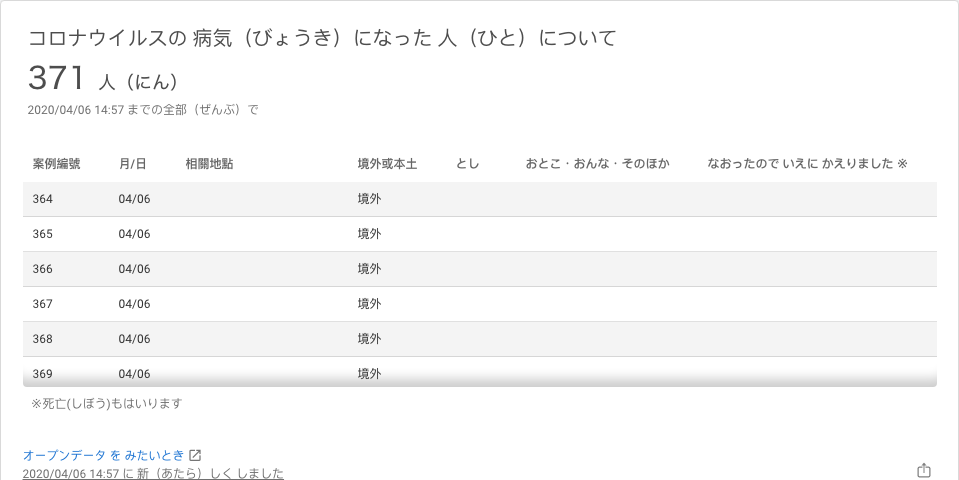 コロナウイルスの 病気（びょうき）になった 人（ひと）について
371 人（にん）
2020/04/06 14:57 までの全部（ぜんぶ）で
案例編號 月/日 相關地點 境外或本土 とし おとこ・おんな・そのほか なおったので いえに かえりました ※
364 04/06 境外
365 04/06 境外
366 04/06 境外
367 04/06 境外
368 04/06 境外
369 04/06 境外
※死亡(しぼう)もはいります
オープンデータ を みたいとき
2020/04/06 14:57 に 新（あたら）しく しました